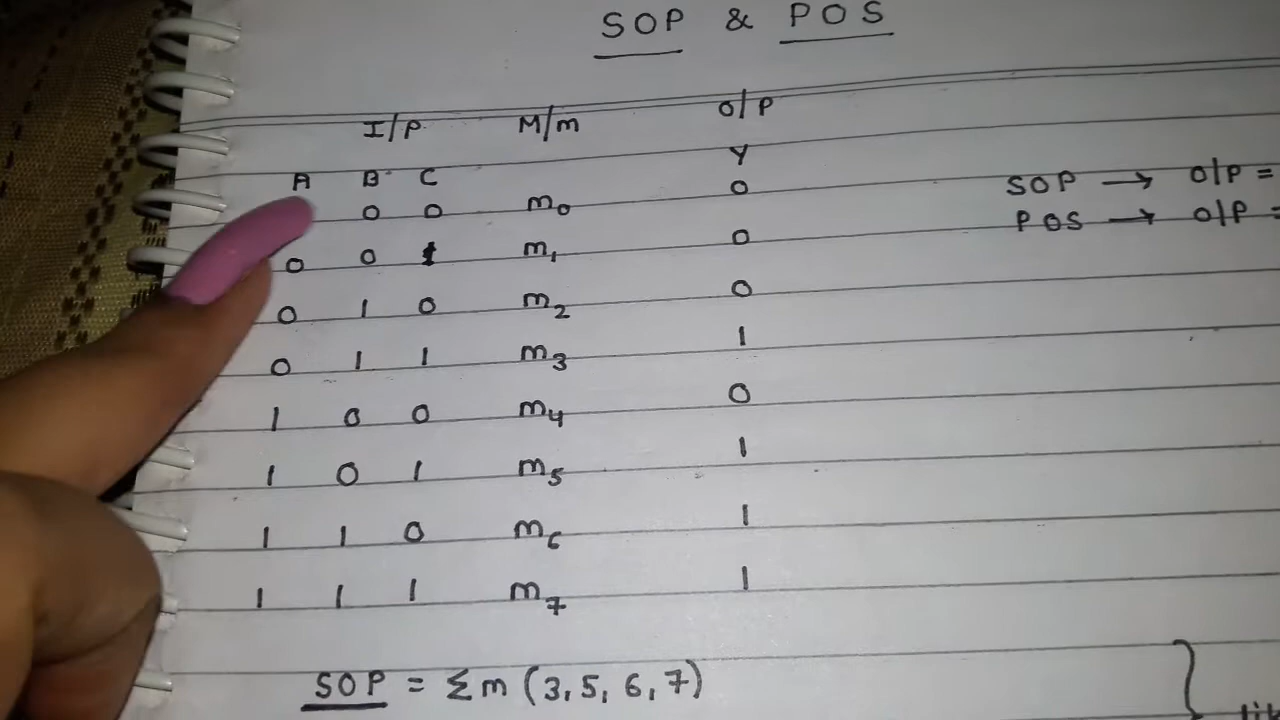 SOP & POS
I/P M/m O/P
A B C Y
0 0 m0 0
0 0 1 m1 0
0 1 0 m2 0
0 1 1 m3 1
1 0 0 m4 0
1 0 1 m5 1
1 1 0 m6 1
1 1 1 m7 1
SOP → O/P =
POS → O/P =
SOP = Σm (3, 5, 6, 7) }